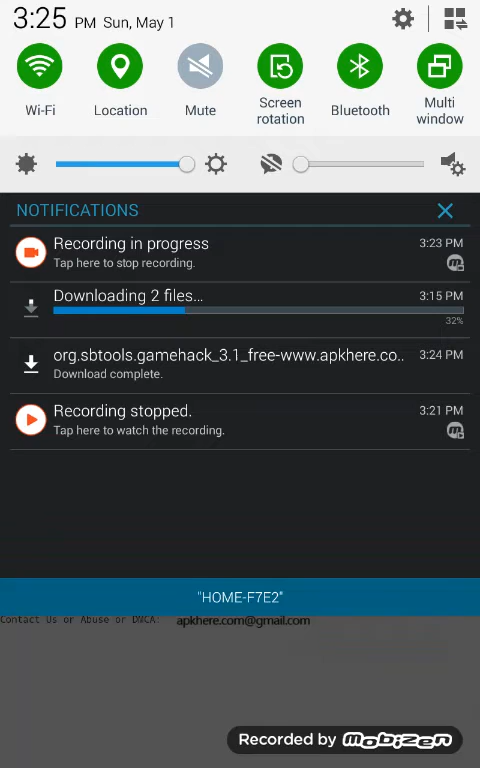 3:25 PM Sun, May 1
Wi-Fi
Location
Mute
Screen
rotation
Bluetooth
Multi
window
NOTIFICATIONS
Recording in progress 3:23 PM
Tap here to stop recording.
Downloading 2 files... 3:15 PM
32%
org.sbtools.gamehack_3.1_free-www.apkhere.co.. 3:24 PM
Download complete.
Recording stopped. 3:21 PM
Tap here to watch the recording.
"HOME-F7E2"
Contact Us or Abuse or DMCA: apkhere.com@gmail.com
Recorded by mobizen